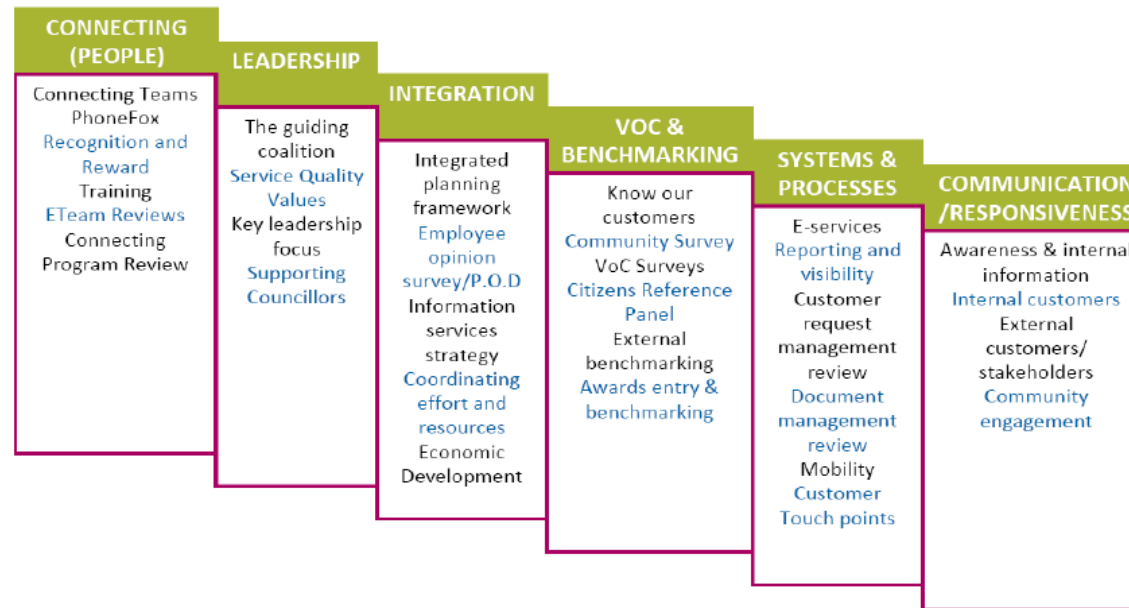 CONNECTING
(PEOPLE)
Connecting Teams
PhoneFox
Recognition and
Reward
Training
ETeam Reviews
Connecting
Program Review
LEADERSHIP
The guiding
coalition
Service Quality
Values
Key leadership
focus
Supporting
Councillors
INTEGRATION
Integrated
planning
framework
Employee
opinion
survey/P.O.D
Information
services
strategy
Coordinating
effort and
resources
Economic
Development
VOC &
BENCHMARKING
Know our
customers
Community Survey
VoC Surveys
Citizens Reference
Panel
External
benchmarking
Awards entry &
benchmarking
SYSTEMS &
PROCESSES
E-services
Reporting and
visibility
Customer
request
management
review
Document
management
review
Mobility
Customer
Touch points
COMMUNICATION
/RESPONSIVENESS
Awareness & internal
information
Internal customers
External
customers/
stakeholders
Community
engagement